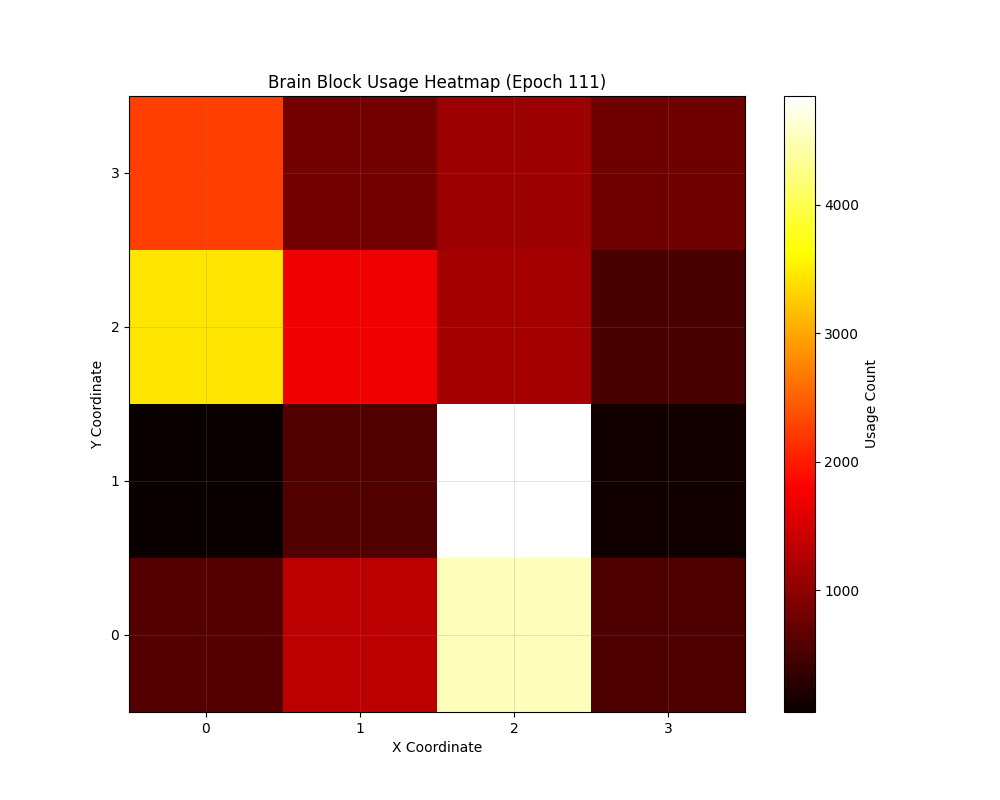 Brain Block Usage Heatmap (Epoch 111)
3
2
1
0
Y Coordinate
0 1 2 3
X Coordinate
4000
3000
2000
1000
Usage Count